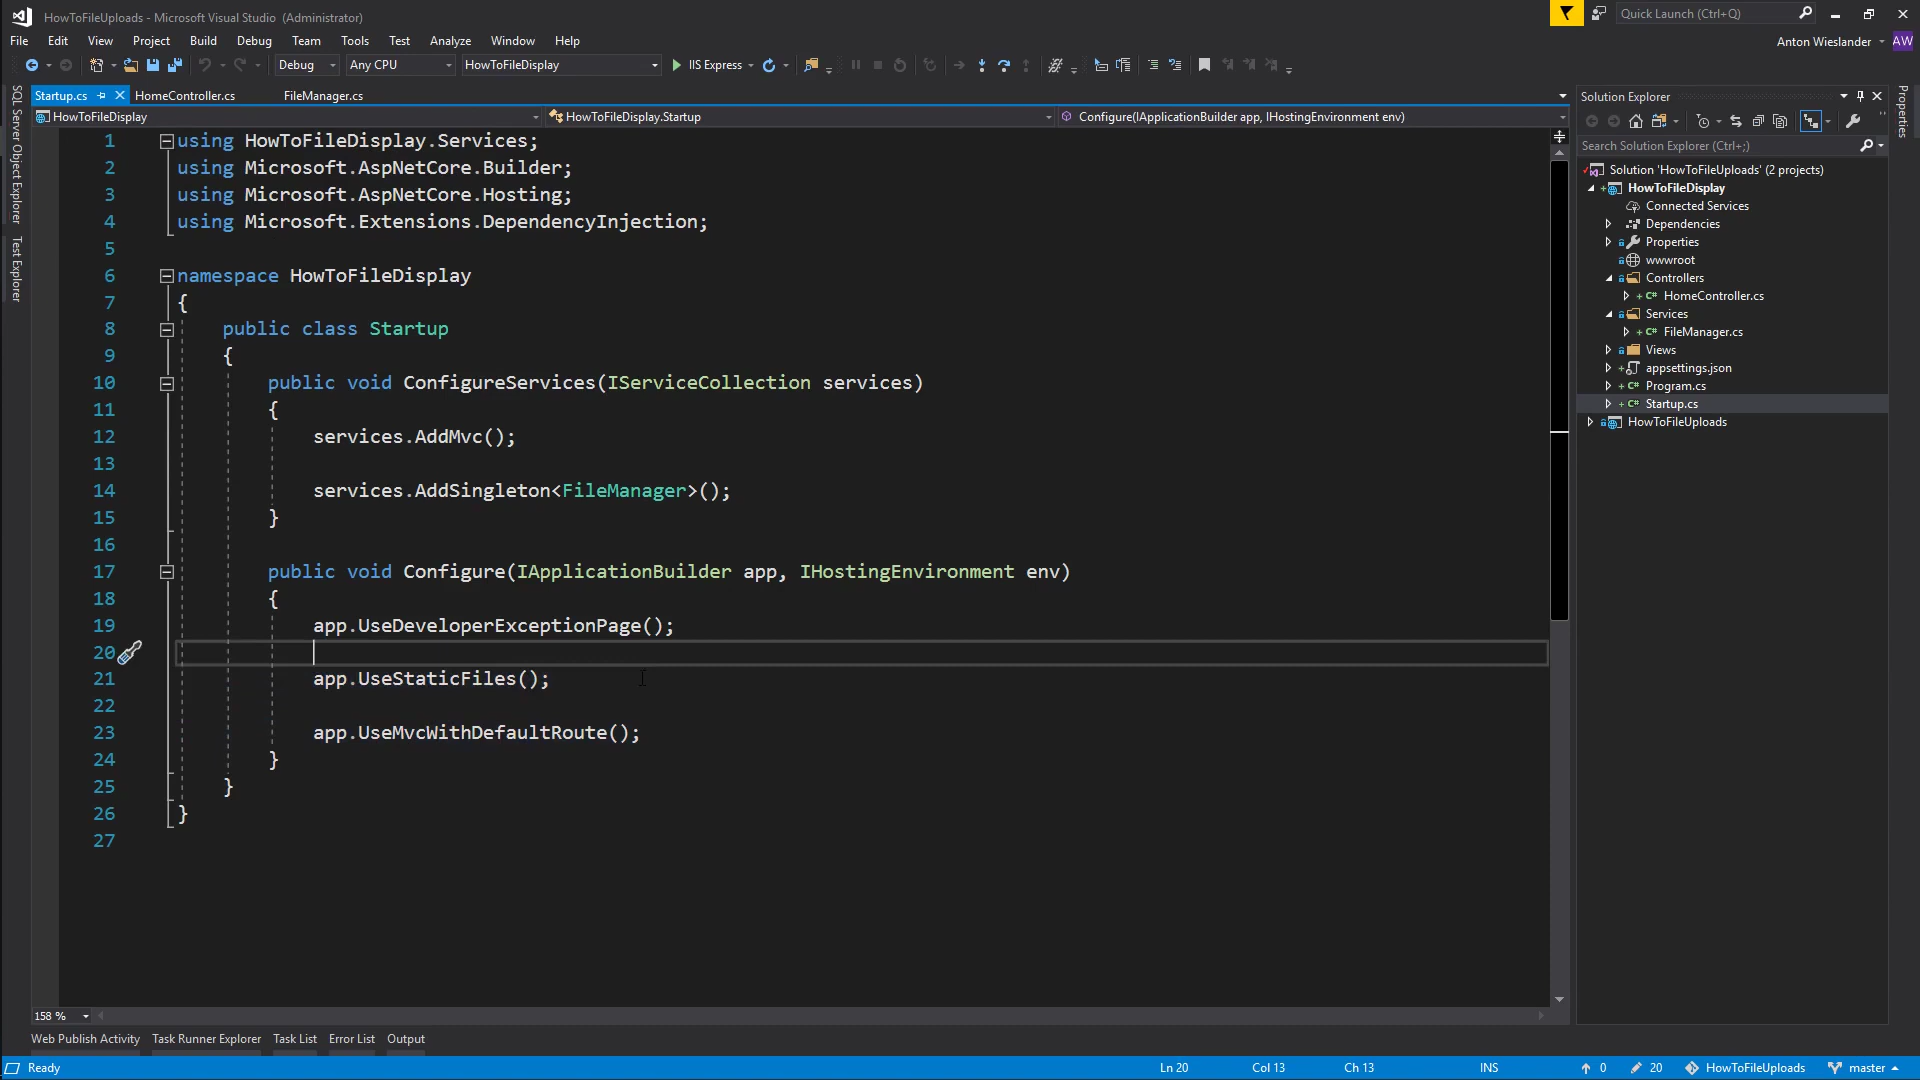 HowToFileUploads - Microsoft Visual Studio (Administrator)
Quick Launch (Ctrl+Q)
File Edit View Project Build Debug Team Tools Test Analyze Window Help
Anton Wieslander AW
Debug Any CPU HowToFileDisplay IIS Express
SQL Server Object Explorer
Test Explorer
Startup.cs HomeController.cs FileManager.cs
HowToFileDisplay HowToFileDisplay.Startup Configure(IApplicationBuilder app, IHostingEnvironment env)
1 using HowToFileDisplay.Services;
2 using Microsoft.AspNetCore.Builder;
3 using Microsoft.AspNetCore.Hosting;
4 using Microsoft.Extensions.DependencyInjection;
5
6 namespace HowToFileDisplay
7 {
8 public class Startup
9 {
10 public void ConfigureServices(IServiceCollection services)
11 {
12 services.AddMvc();
13
14 services.AddSingleton<FileManager>();
15 }
16
17 public void Configure(IApplicationBuilder app, IHostingEnvironment env)
18 {
19 app.UseDeveloperExceptionPage();
20
21 app.UseStaticFiles();
22
23 app.UseMvcWithDefaultRoute();
24 }
25 }
26 }
27
158 %
Solution Explorer
Search Solution Explorer (Ctrl+;)
Solution 'HowToFileUploads' (2 projects)
HowToFileDisplay
Connected Services
Dependencies
Properties
wwwroot
Controllers
C# HomeController.cs
Services
C# FileManager.cs
Views
appsettings.json
C# Program.cs
C# Startup.cs
HowToFileUploads
Properties
Web Publish Activity Task Runner Explorer Task List Error List Output
Ready Ln 20 Col 13 Ch 13 INS 0 20 HowToFileUploads master